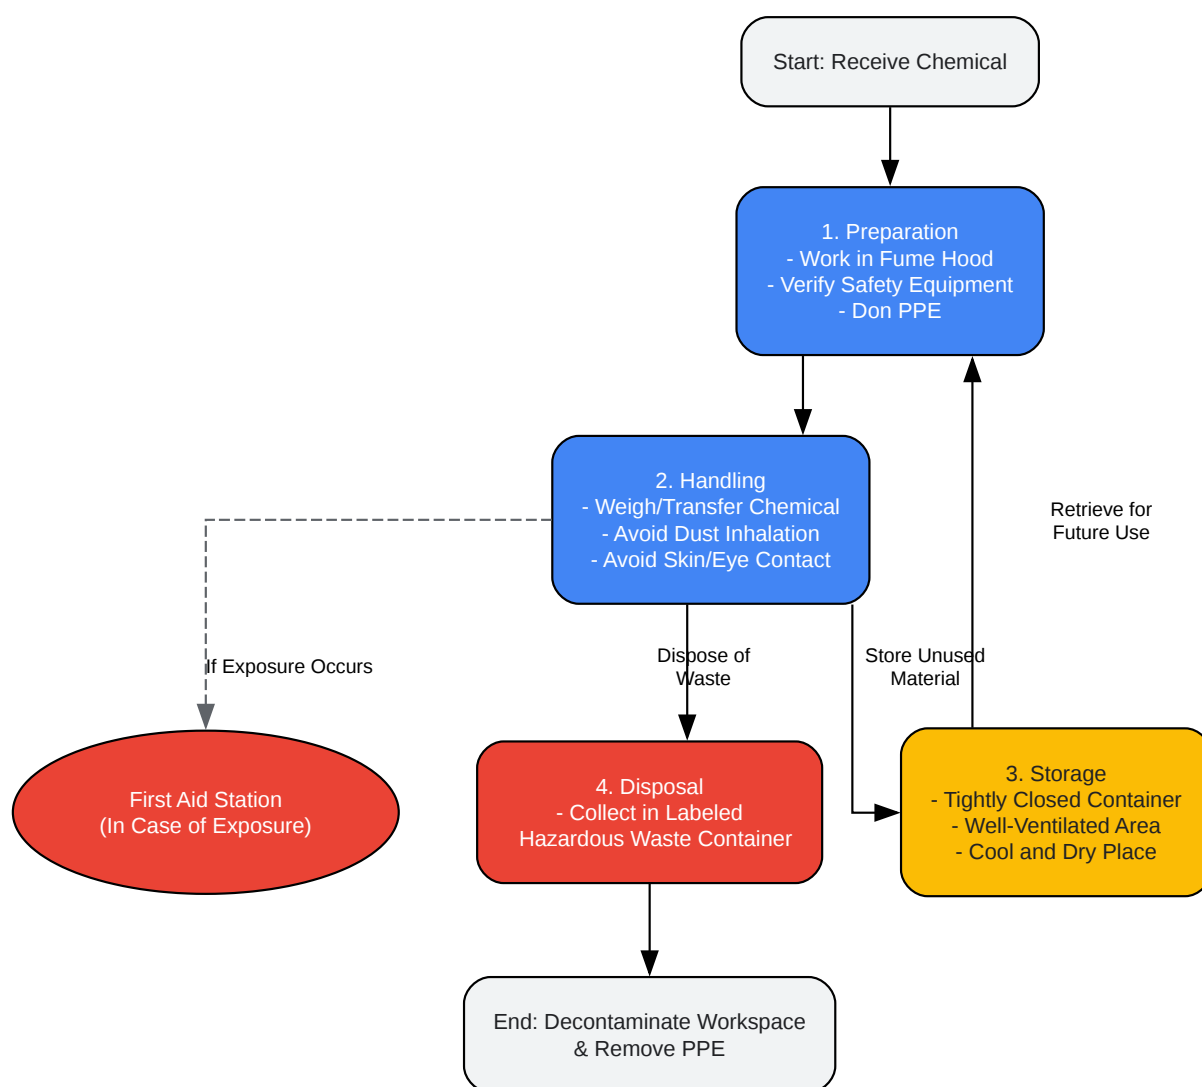 Start: Receive Chemical
1. Preparation
- Work in Fume Hood
- Verify Safety Equipment
- Don PPE
2. Handling
- Weigh/Transfer Chemical
- Avoid Dust Inhalation
- Avoid Skin/Eye Contact
Retrieve for
Future Use
If Exposure Occurs
Dispose of
Waste
Store Unused
Material
First Aid Station
(In Case of Exposure)
4. Disposal
- Collect in Labeled
Hazardous Waste Container
3. Storage
- Tightly Closed Container
- Well-Ventilated Area
- Cool and Dry Place
End: Decontaminate Workspace
& Remove PPE